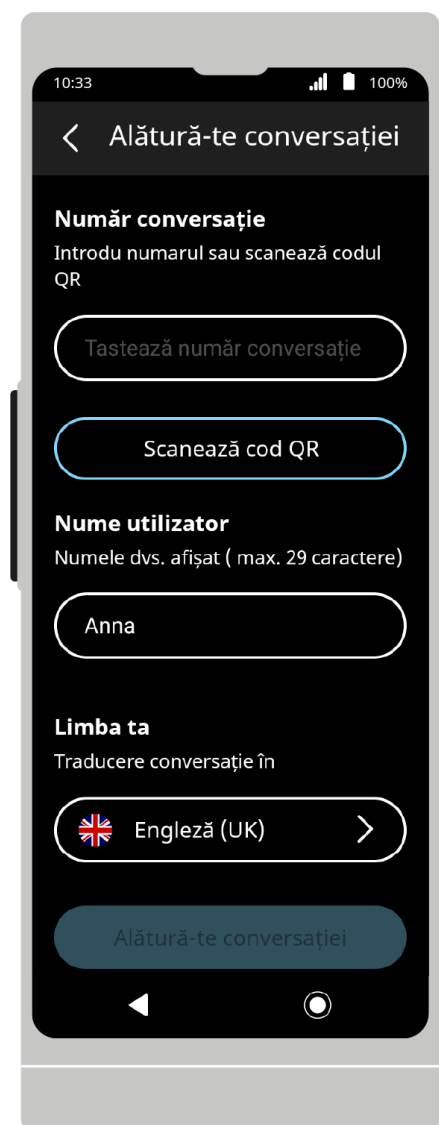 10:33 100%
Alătură-te conversației
Număr conversație
Introdu numarul sau scanează codul
QR
Tastează număr conversație
Scanează cod QR
Nume utilizator
Numele dvs. afișat ( max. 29 caractere)
Anna
Limba ta
Traducere conversație în
Engleză (UK)
Alătură-te conversației